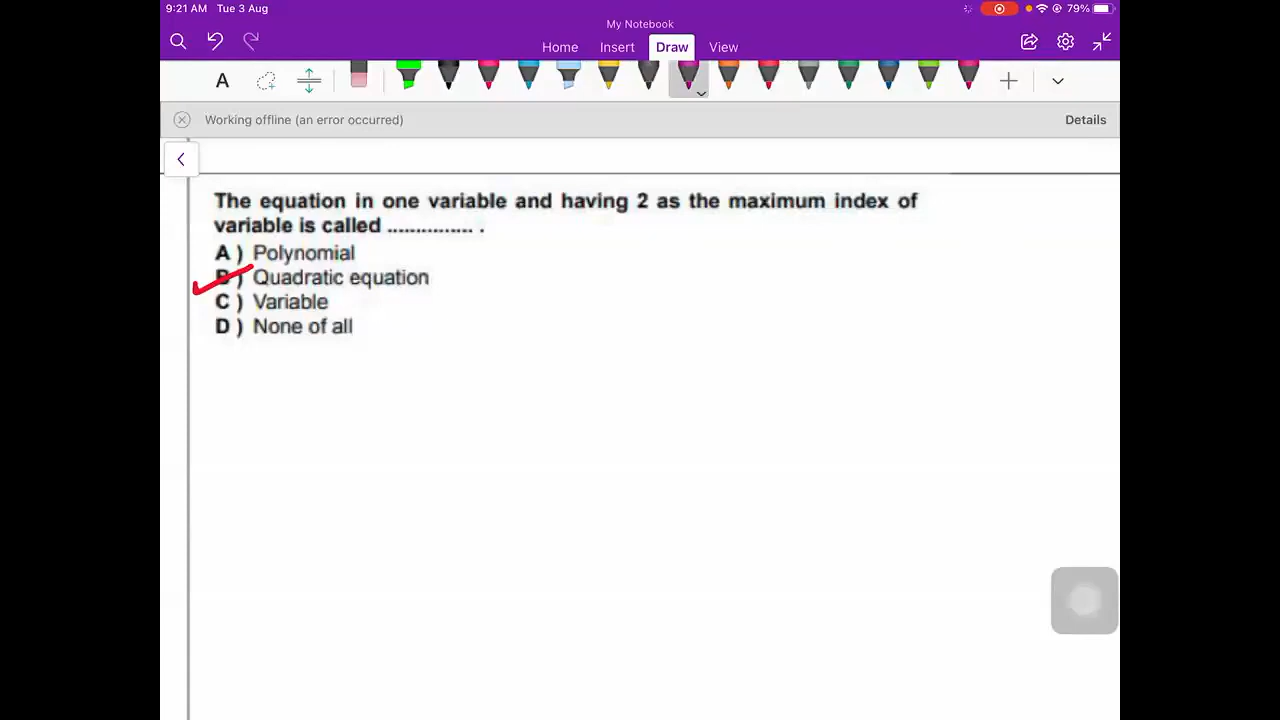 9:21 AM Tue 3 Aug
79%
My Notebook
Home Insert Draw View
A
Working offline (an error occurred) Details
The equation in one variable and having 2 as the maximum index of
variable is called ............... .
A ) Polynomial
B ) Quadratic equation
C ) Variable
D ) None of all